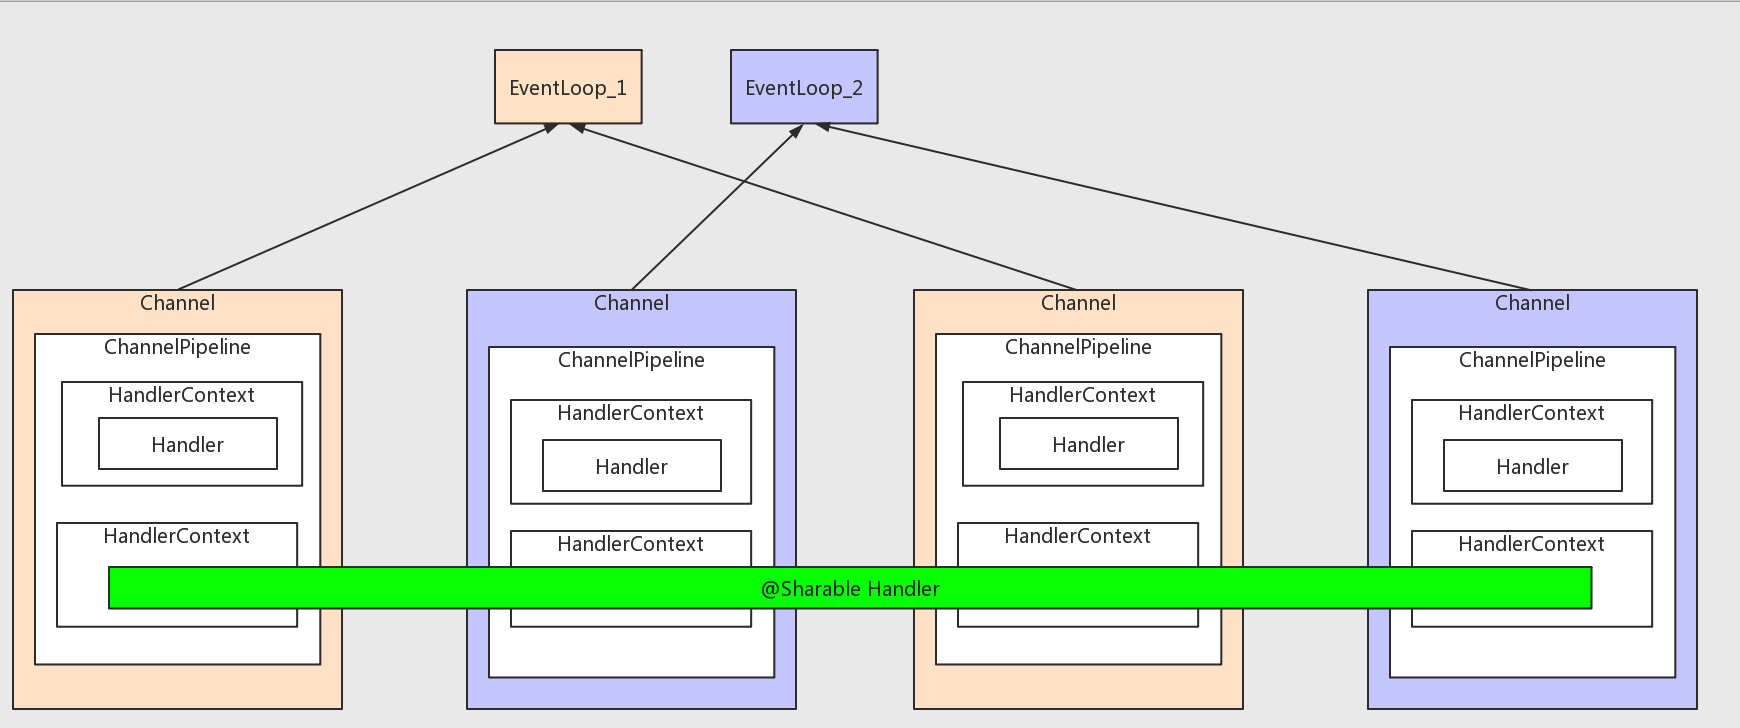 EventLoop_1
EventLoop_2
Channel
Channel
Channel
Channel
ChannelPipeline
ChannelPipeline
ChannelPipeline
ChannelPipeline
HandlerContext
HandlerContext
HandlerContext
HandlerContext
Handler
Handler
Handler
Handler
HandlerContext
HandlerContext
HandlerContext
HandlerContext
@Sharable Handler